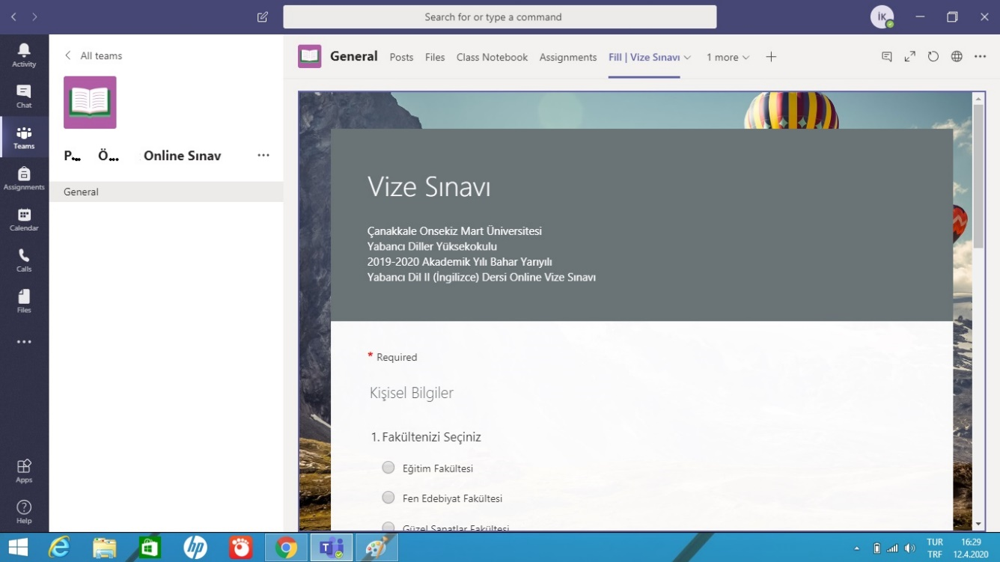 Search for or type a command
İK
Activity
Chat
Teams
Assignments
Calendar
Calls
Files
Apps
Help
All teams
P... Ö... Online Sınav
General
General Posts Files Class Notebook Assignments Fill | Vize Sınavı 1 more
Vize Sınavı
Çanakkale Onsekiz Mart Üniversitesi
Yabancı Diller Yüksekokulu
2019-2020 Akademik Yılı Bahar Yarıyılı
Yabancı Dil II (İngilizce) Dersi Online Vize Sınavı
* Required
Kişisel Bilgiler
1. Fakültenizi Seçiniz
Eğitim Fakültesi
Fen Edebiyat Fakültesi
Güzel Sanatlar Fakültesi
hp
TUR 16:29
TRF 12.4.2020